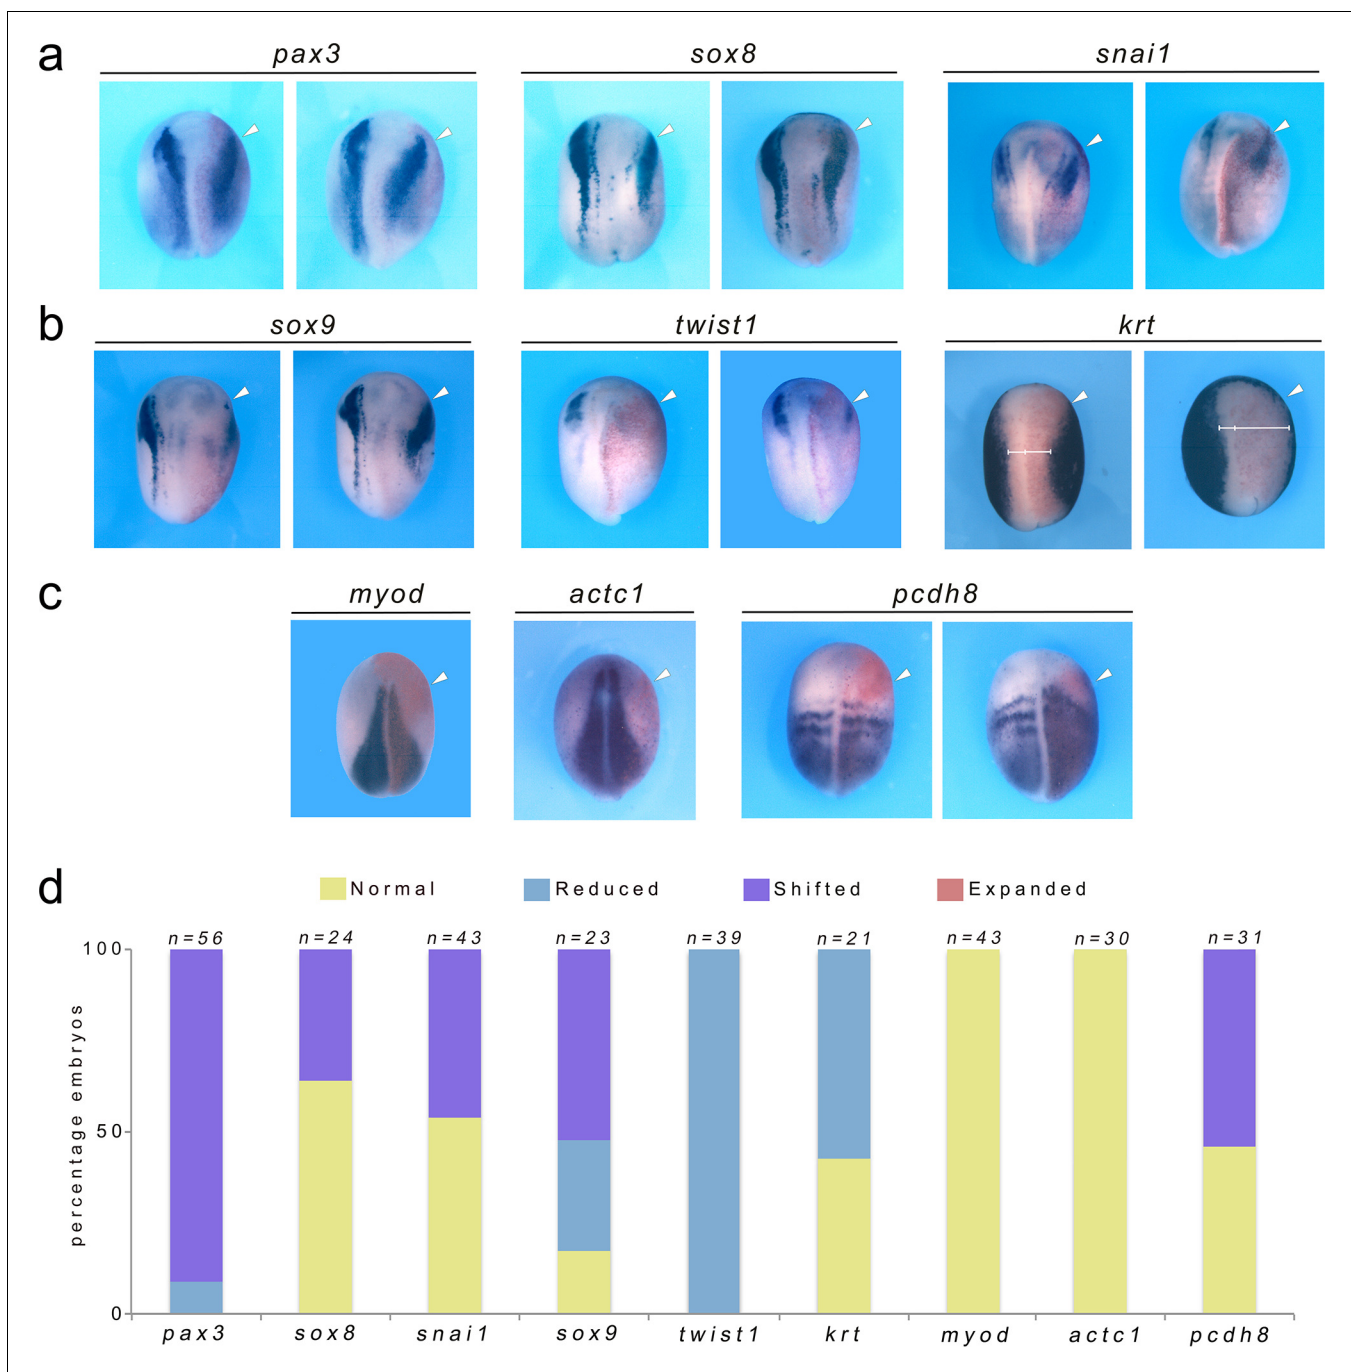 a
pax3 sox8 snai1
b
sox9 twist1 krt
c
myod actc1 pcdh8
d
Normal Reduced Shifted Expanded
n=56 n=24 n=43 n=23 n=39 n=21 n=43 n=30 n=31
100
percentage embryos
50
0
pax3 sox8 snai1 sox9 twist1 krt myod actc1 pcdh8